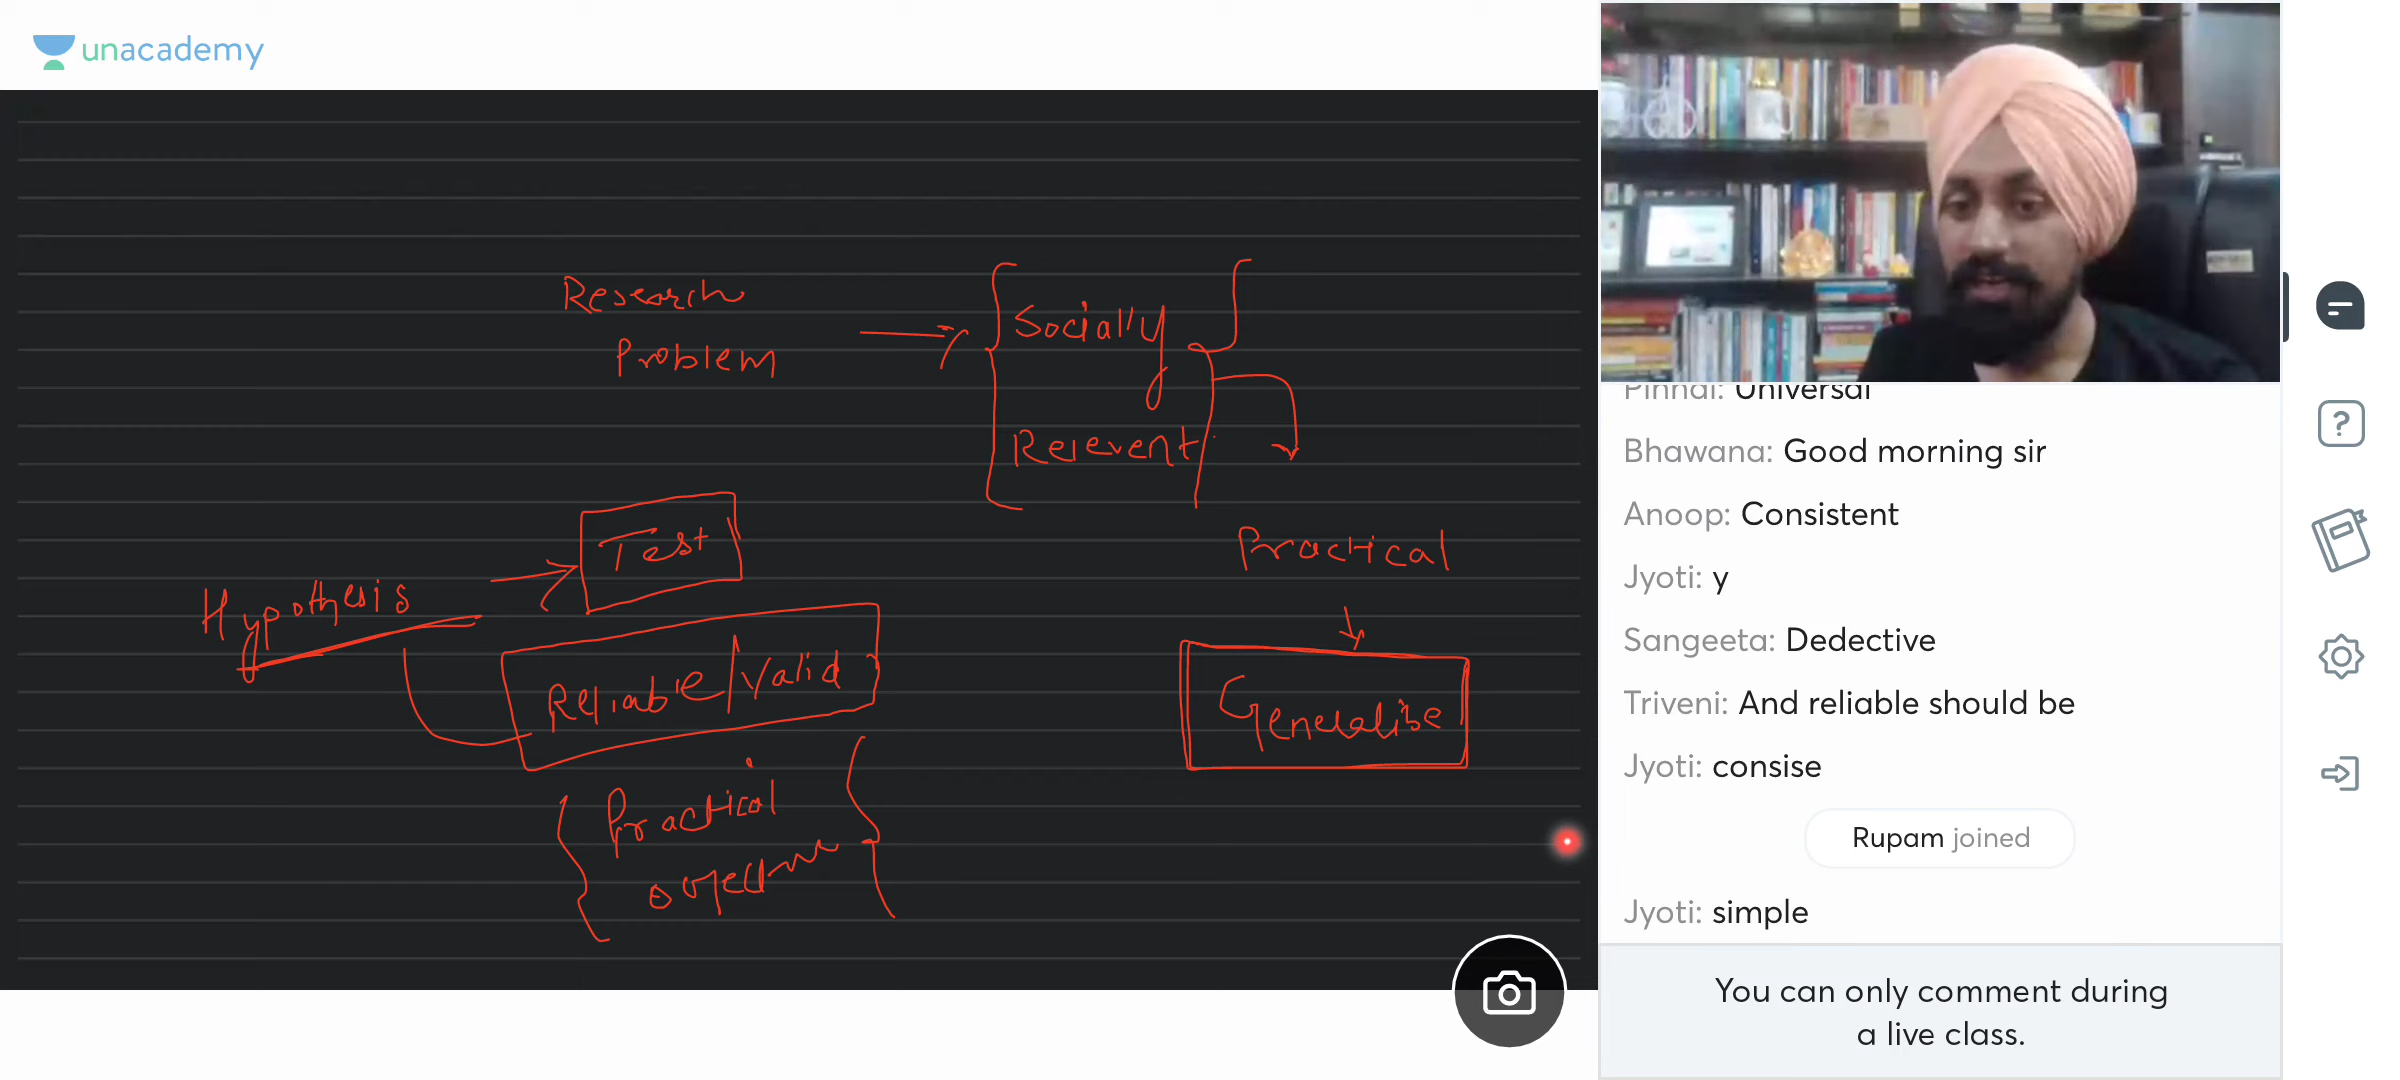 unacademy
Research
Problem
Socially
Relevent
Test
Hypothesis
Practical
Reliable/Valid
Generalise
Practical
Pinnal: Universal
Bhawana: Good morning sir
Anoop: Consistent
Jyoti: y
Sangeeta: Dedective
Triveni: And reliable should be
Jyoti: consise
Rupam joined
Jyoti: simple
You can only comment during
a live class.